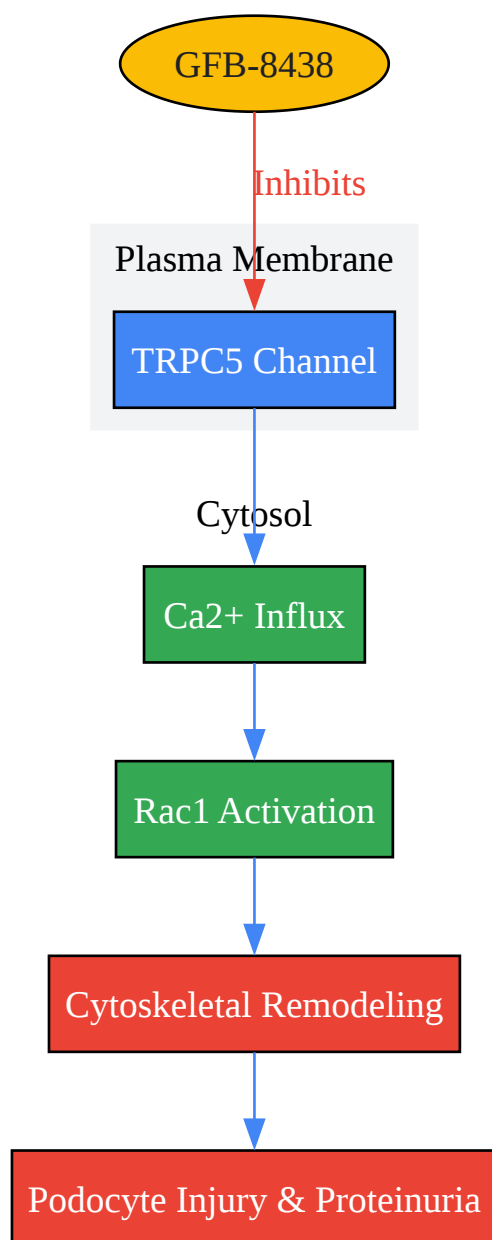 GFB-8438
Inhibits
Plasma Membrane
TRPC5 Channel
Cytosol
Ca2+ Influx
Rac1 Activation
Cytoskeletal Remodeling
Podocyte Injury & Proteinuria